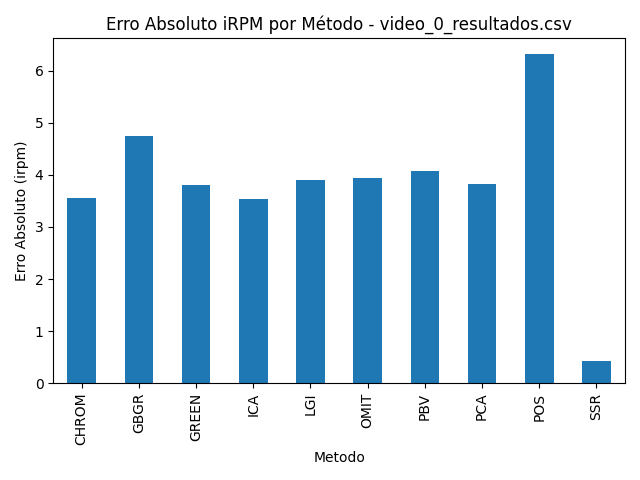 Erro Absoluto iRPM por Método - video_0_resultados.csv
Erro Absoluto (irpm)
6
5
4
3
2
1
0
CHROM
GBGR
GREEN
ICA
LGI
OMIT
PBV
PCA
POS
SSR
Metodo